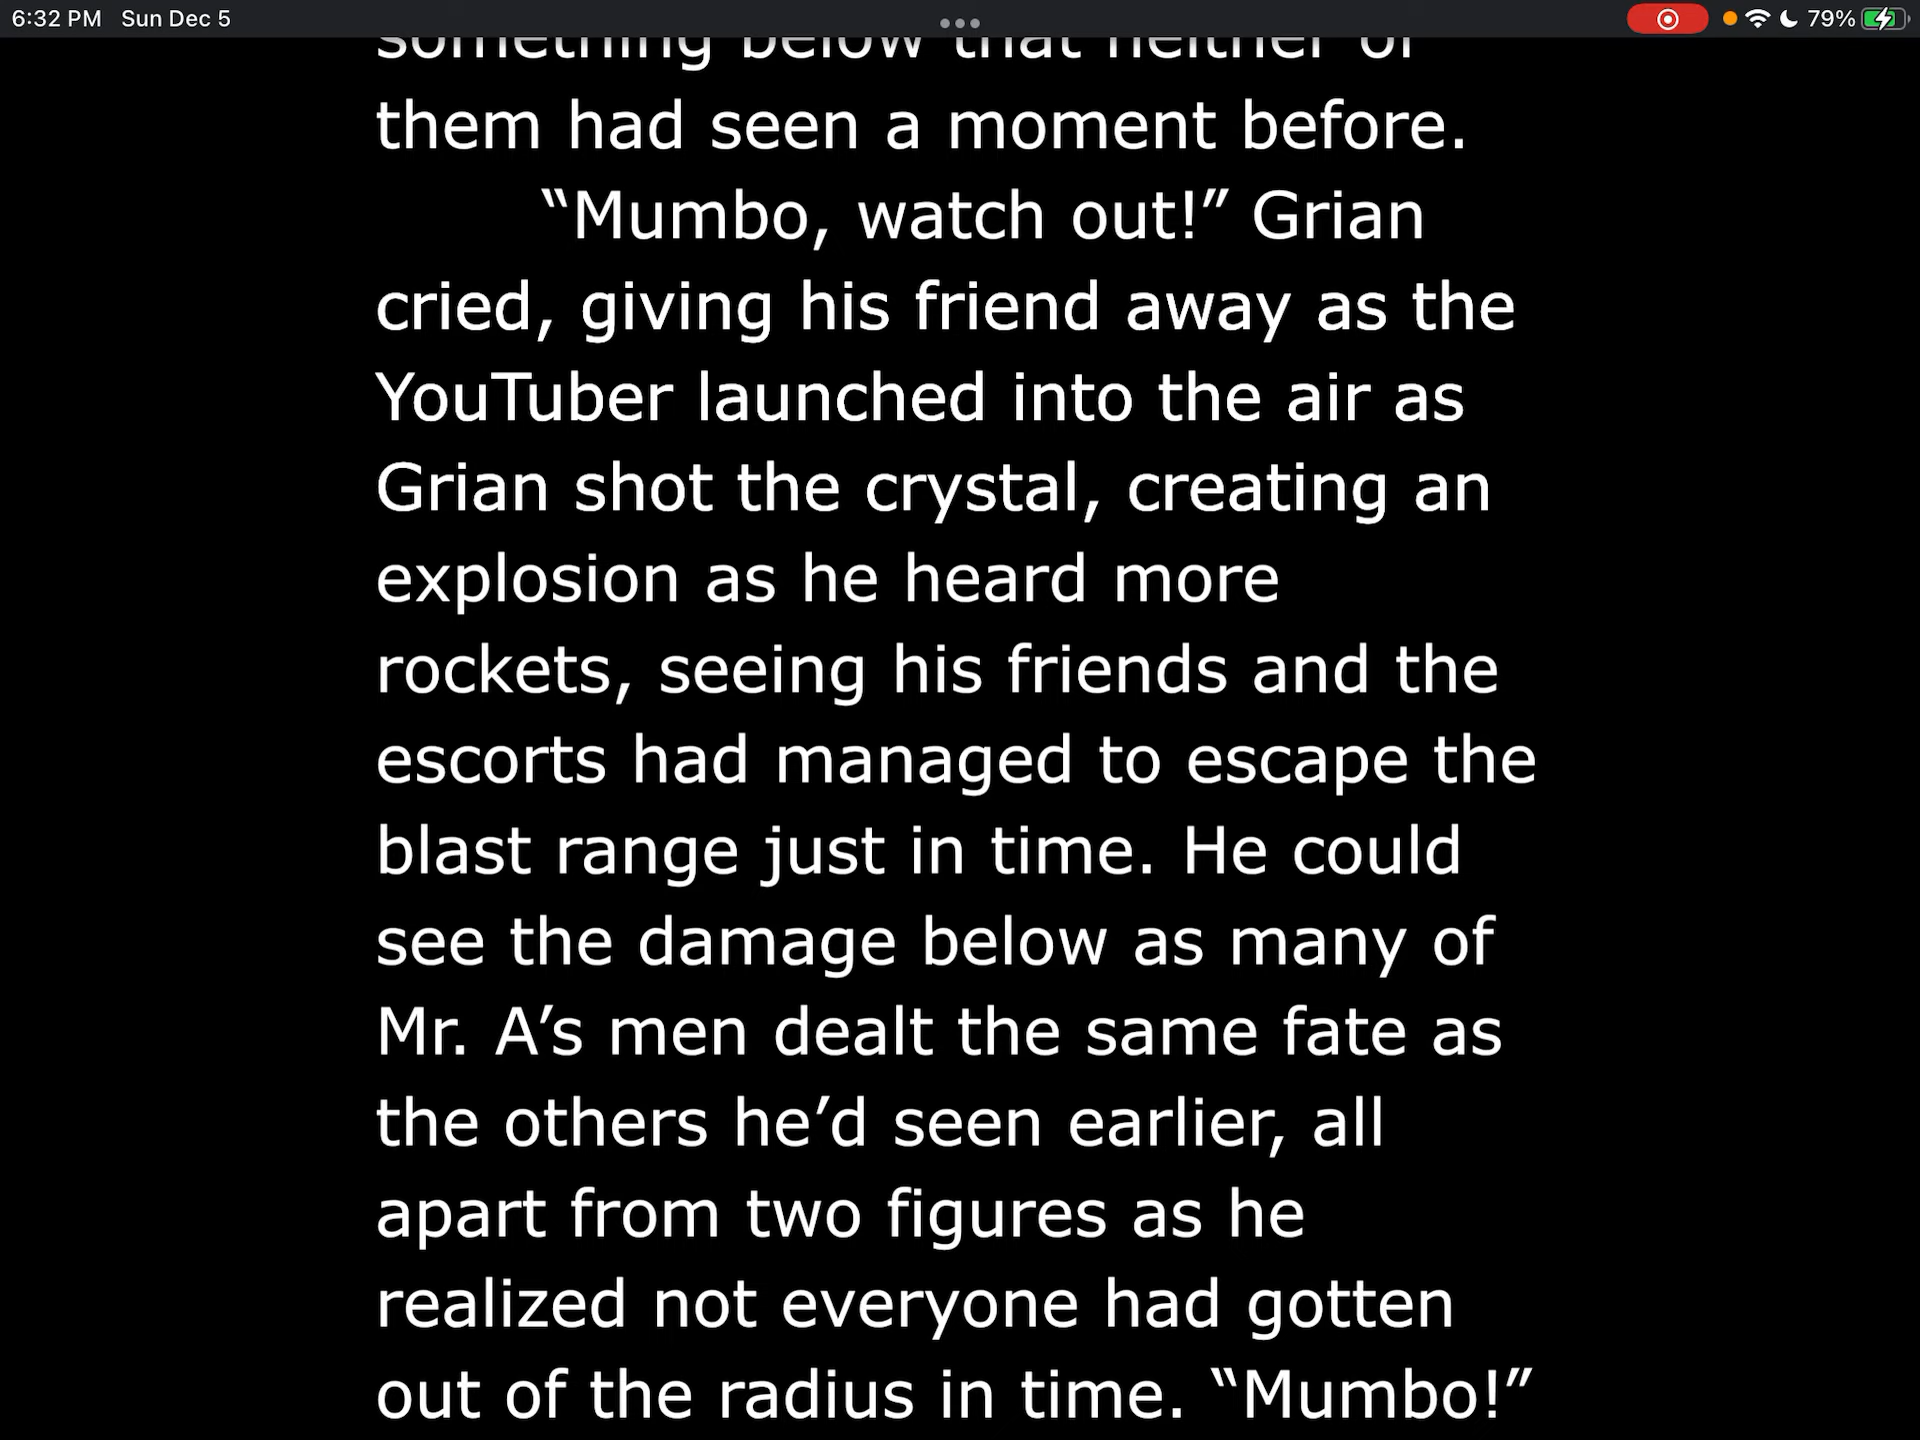 6:32 PM Sun Dec 5
79%
something below that neither of
them had seen a moment before.
“Mumbo, watch out!” Grian
cried, giving his friend away as the
YouTuber launched into the air as
Grian shot the crystal, creating an
explosion as he heard more
rockets, seeing his friends and the
escorts had managed to escape the
blast range just in time. He could
see the damage below as many of
Mr. A’s men dealt the same fate as
the others he’d seen earlier, all
apart from two figures as he
realized not everyone had gotten
out of the radius in time. “Mumbo!”